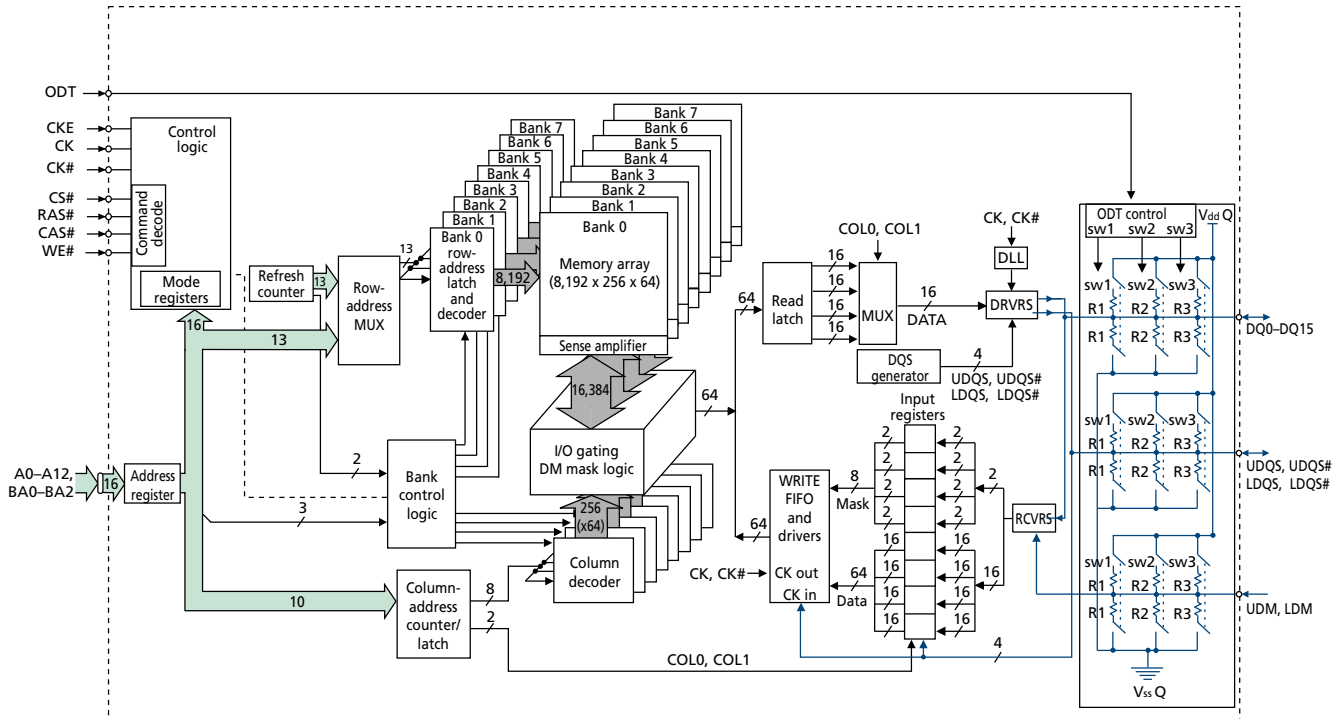 ODT
CKE
CK
CK#
CS#
RAS#
CAS#
WE#
Control
logic
Command
decode
Mode
registers
16
13
10
A0–A12,
BA0–BA2
16
Address
register
Refresh
counter
13
Row-
address
MUX
13
2
3
Bank
control
logic
Column-
address
counter/
latch
8
2
COL0, COL1
Bank 7
Bank 6
Bank 5
Bank 4
Bank 3
Bank 2
Bank 1
Bank 0
row-
address
latch
and
decoder
8,192
Bank 7
Bank 6
Bank 5
Bank 4
Bank 3
Bank 2
Bank 1
Bank 0
Memory array
(8,192 x 256 x 64)
Sense amplifier
16,384
I/O gating
DM mask logic
256
(x64)
Column
decoder
64
64
Read
latch
16
16
16
16
COL0, COL1
MUX
16
DATA
CK, CK#
DLL
DRVRS
DQS
generator
4
UDQS, UDQS#
LDQS, LDQS#
Input
registers
64
WRITE
FIFO
and
drivers
CK out
CK in
CK, CK#
8
Mask
64
Data
2
2
2
2
16
16
16
16
2
2
2
2
16
16
16
16
2
16
RCVRS
4
ODT control
VddQ
sw1 sw2 sw3
sw1 sw2 sw3
R1 R2 R3
R1 R2 R3
DQ0–DQ15
sw1 sw2 sw3
R1 R2 R3
R1 R2 R3
UDQS, UDQS#
LDQS, LDQS#
sw1 sw2 sw3
R1 R2 R3
R1 R2 R3
UDM, LDM
VssQ